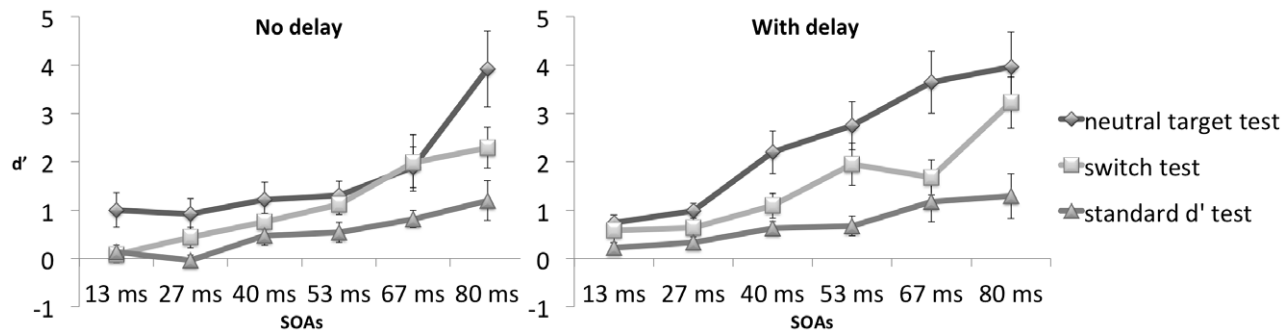 No delay
5
4
3
2
1
0
-1
d'
13 ms 27 ms 40 ms 53 ms 67 ms 80 ms
SOAs
With delay
5
4
3
2
1
0
-1
13 ms 27 ms 40 ms 53 ms 67 ms 80 ms
SOAs
neutral target test
switch test
standard d' test